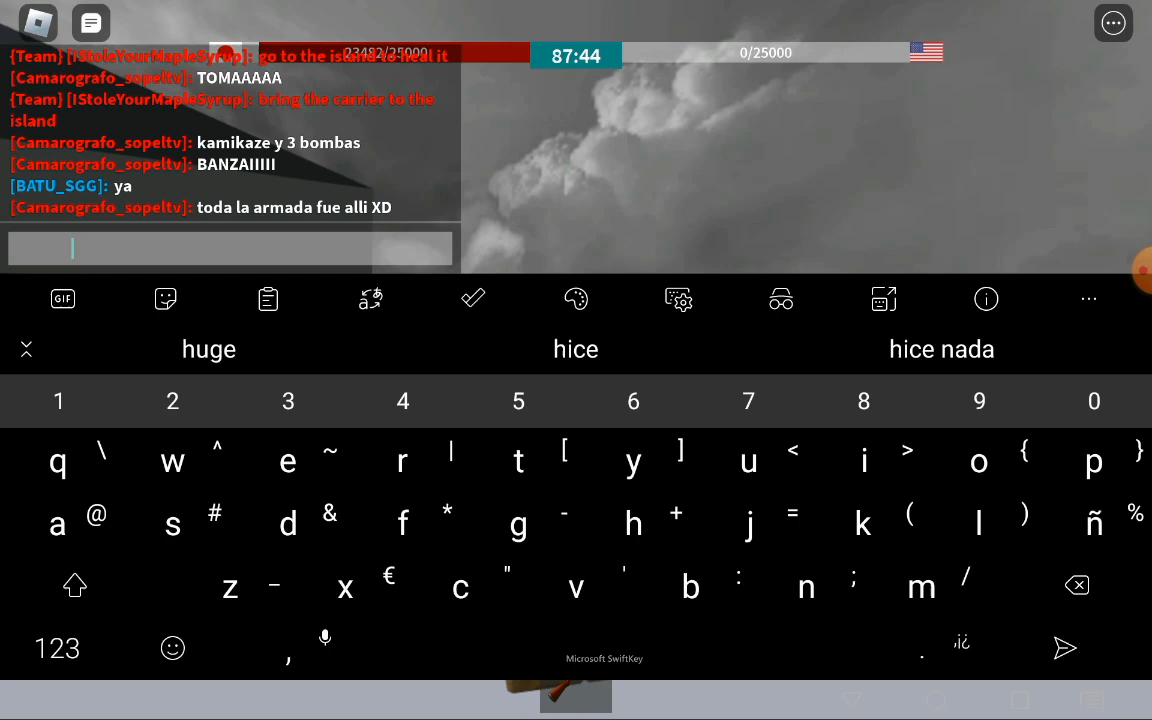 23482/25000 87:44 0/25000
{Team} [IStoleYourMapleSyrup]: go to the island to heal it
[Camarografo_sopeltv]: TOMAAAAA
{Team} [IStoleYourMapleSyrup]: bring the carrier to the
island
[Camarografo_sopeltv]: kamikaze y 3 bombas
[Camarografo_sopeltv]: BANZAIIIII
[BATU_SGG]: ya
[Camarografo_sopeltv]: toda la armada fue alli XD
GIF
huge hice hice nada
1 2 3 4 5 6 7 8 9 0
q \ w ^ e ~ r | t [ y ] u < i > o { p }
a @ s # d & f * g - h + j = k ( l ) ñ %
z _ x € c " v ' b : n ; m /
123 , Microsoft SwiftKey . ,¡¿